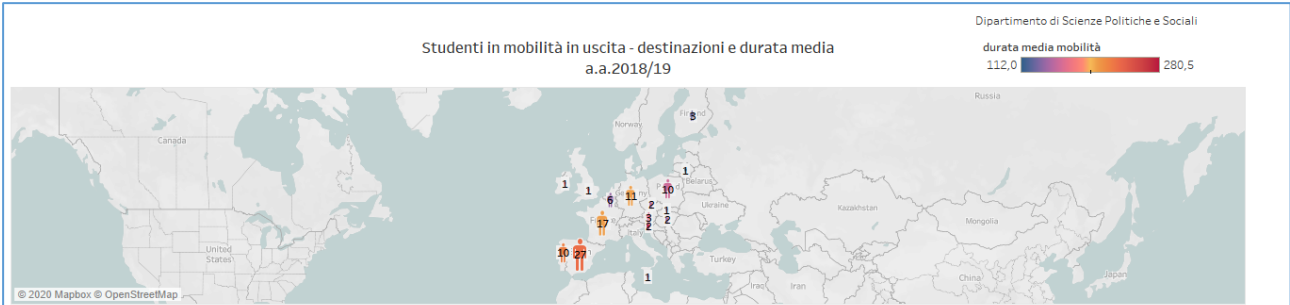 Dipartimento di Scienze Politiche e Sociali
Studenti in mobilità in uscita - destinazioni e durata media
a.a.2018/19
durata media mobilità
112,0 280,5
Russia
Canada
Norway
3
1
1
1
6
11
10
Belarus
2
Ukraine
1
Kazakhstan
17
3
2
Mongolia
2
Italy
United
States
10
27
Turkey
China
Japan
1
Iraq
Iran
© 2020 Mapbox © OpenStreetMap